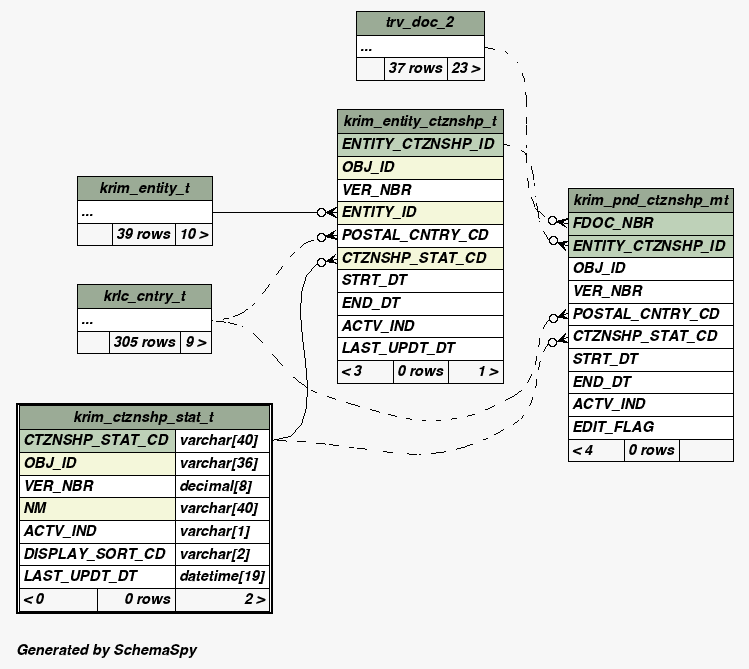 trv_doc_2
...
37 rows 23 >
krim_entity_ctznshp_t
ENTITY_CTZNSHP_ID
OBJ_ID
VER_NBR
ENTITY_ID
POSTAL_CNTRY_CD
CTZNSHP_STAT_CD
STRT_DT
END_DT
ACTV_IND
LAST_UPDT_DT
< 3 0 rows 1 >
krim_entity_t
...
39 rows 10 >
krlc_cntry_t
...
305 rows 9 >
krim_pnd_ctznshp_mt
FDOC_NBR
ENTITY_CTZNSHP_ID
OBJ_ID
VER_NBR
POSTAL_CNTRY_CD
CTZNSHP_STAT_CD
STRT_DT
END_DT
ACTV_IND
EDIT_FLAG
< 4 0 rows
krim_ctznshp_stat_t
CTZNSHP_STAT_CD varchar[40]
OBJ_ID varchar[36]
VER_NBR decimal[8]
NM varchar[40]
ACTV_IND varchar[1]
DISPLAY_SORT_CD varchar[2]
LAST_UPDT_DT datetime[19]
< 0 0 rows 2 >
Generated by SchemaSpy